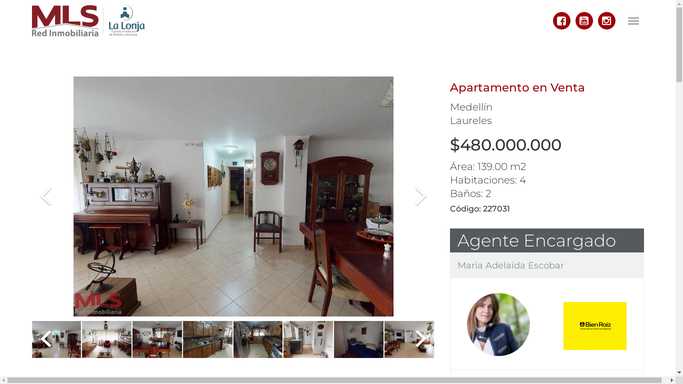 MLS
Red Inmobiliaria
La Lonja
Apartamento en Venta
Medellín
Laureles
$480.000.000
Área: 139.00 m2
Habitaciones: 4
Baños: 2
Código: 227031
MLS
Red Inmobiliaria
Agente Encargado
Maria Adelaida Escobar
Bien Raiz